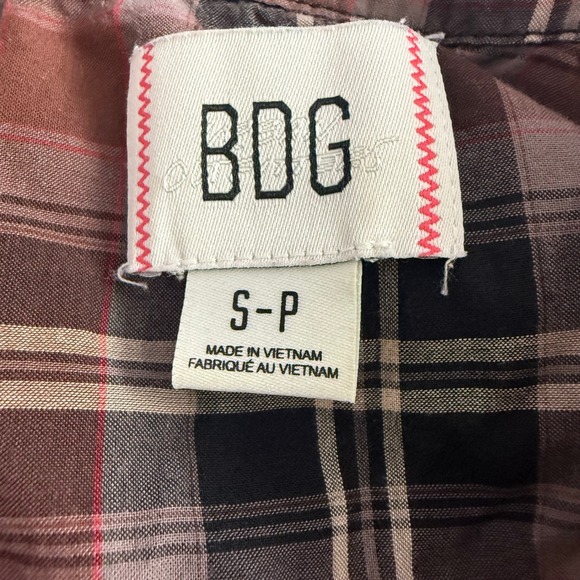 BDG
S-P
MADE IN VIETNAM
FABRIQUÉ AU VIETNAM